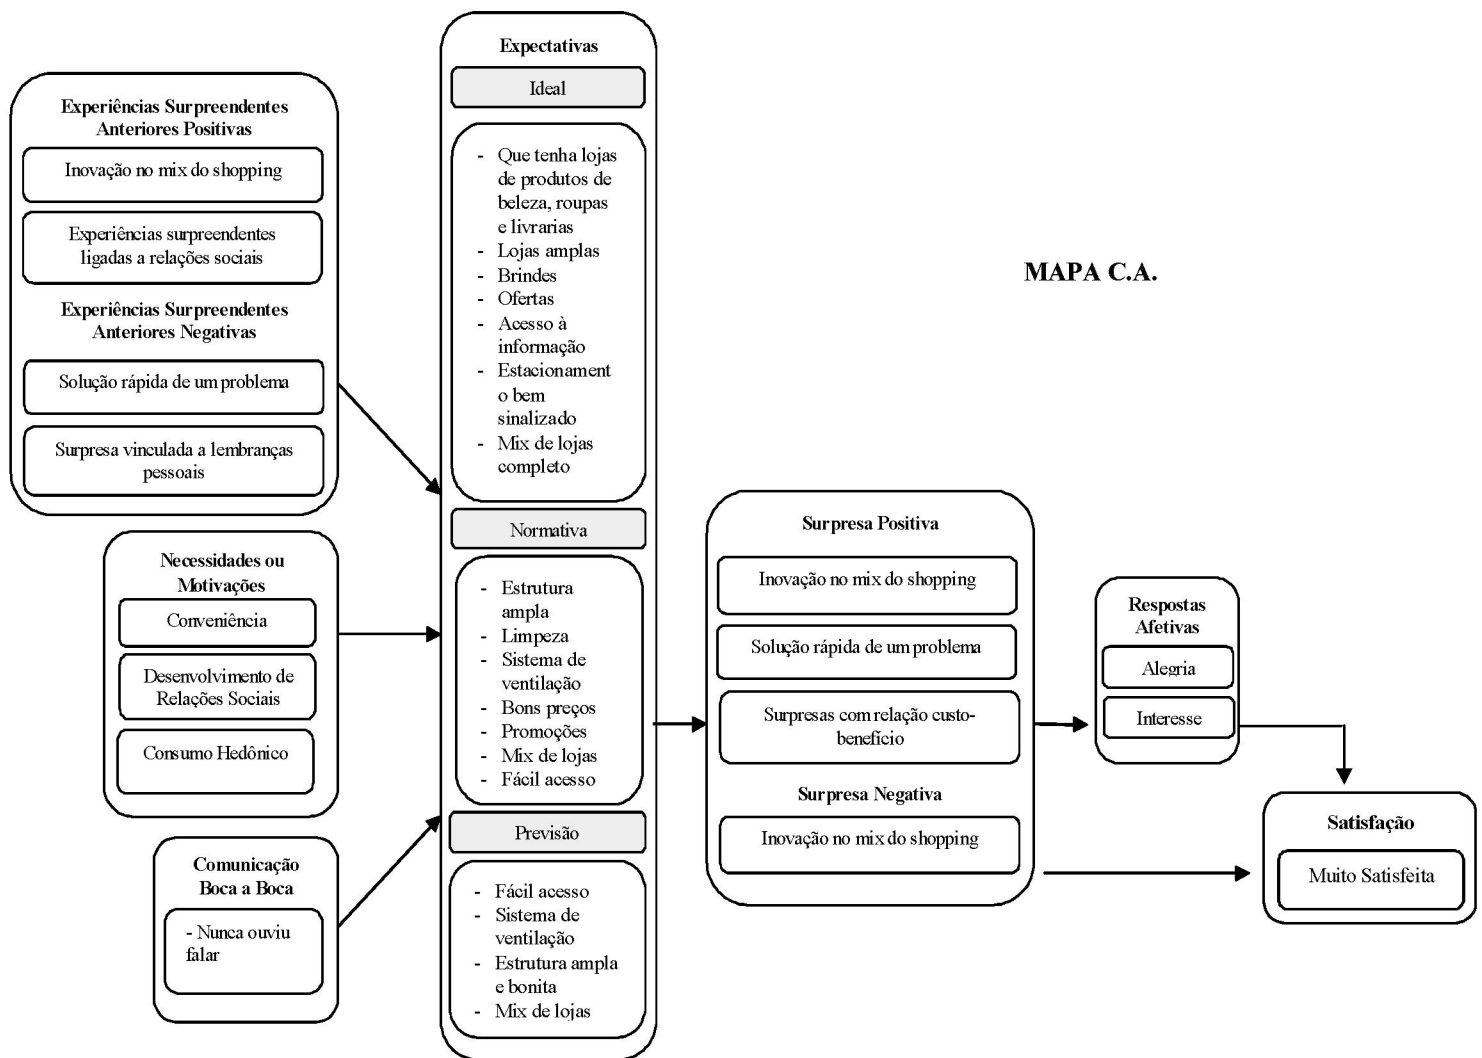 Experiências Surpreendentes
Anteriores Positivas
Inovação no mix do shopping
Experiências surpreendentes
ligadas a relações sociais
Experiências Surpreendentes
Anteriores Negativas
Solução rápida de um problema
Surpresa vinculada a lembranças
pessoais
Necessidades ou
Motivações
Conveniência
Desenvolvimento de
Relações Sociais
Consumo Hedônico
Comunicação
Boca a Boca
- Nunca ouviu
falar
Expectativas
Ideal
- Que tenha lojas
de produtos de
beleza, roupas
e livrarias
- Lojas amplas
- Brindes
- Ofertas
- Acesso à
informação
- Estacionament
o bem
sinalizado
- Mix de lojas
completo
Normativa
- Estrutura
ampla
- Limpeza
- Sistema de
ventilação
- Bons preços
- Promoções
- Mix de lojas
- Fácil acesso
Previsão
- Fácil acesso
- Sistema de
ventilação
- Estrutura ampla
e bonita
- Mix de lojas
MAPA C.A.
Surpresa Positiva
Inovação no mix do shopping
Solução rápida de um problema
Surpresas com relação custo-
benefício
Surpresa Negativa
Inovação no mix do shopping
Respostas
Afetivas
Alegria
Interesse
Satisfação
Muito Satisfeita